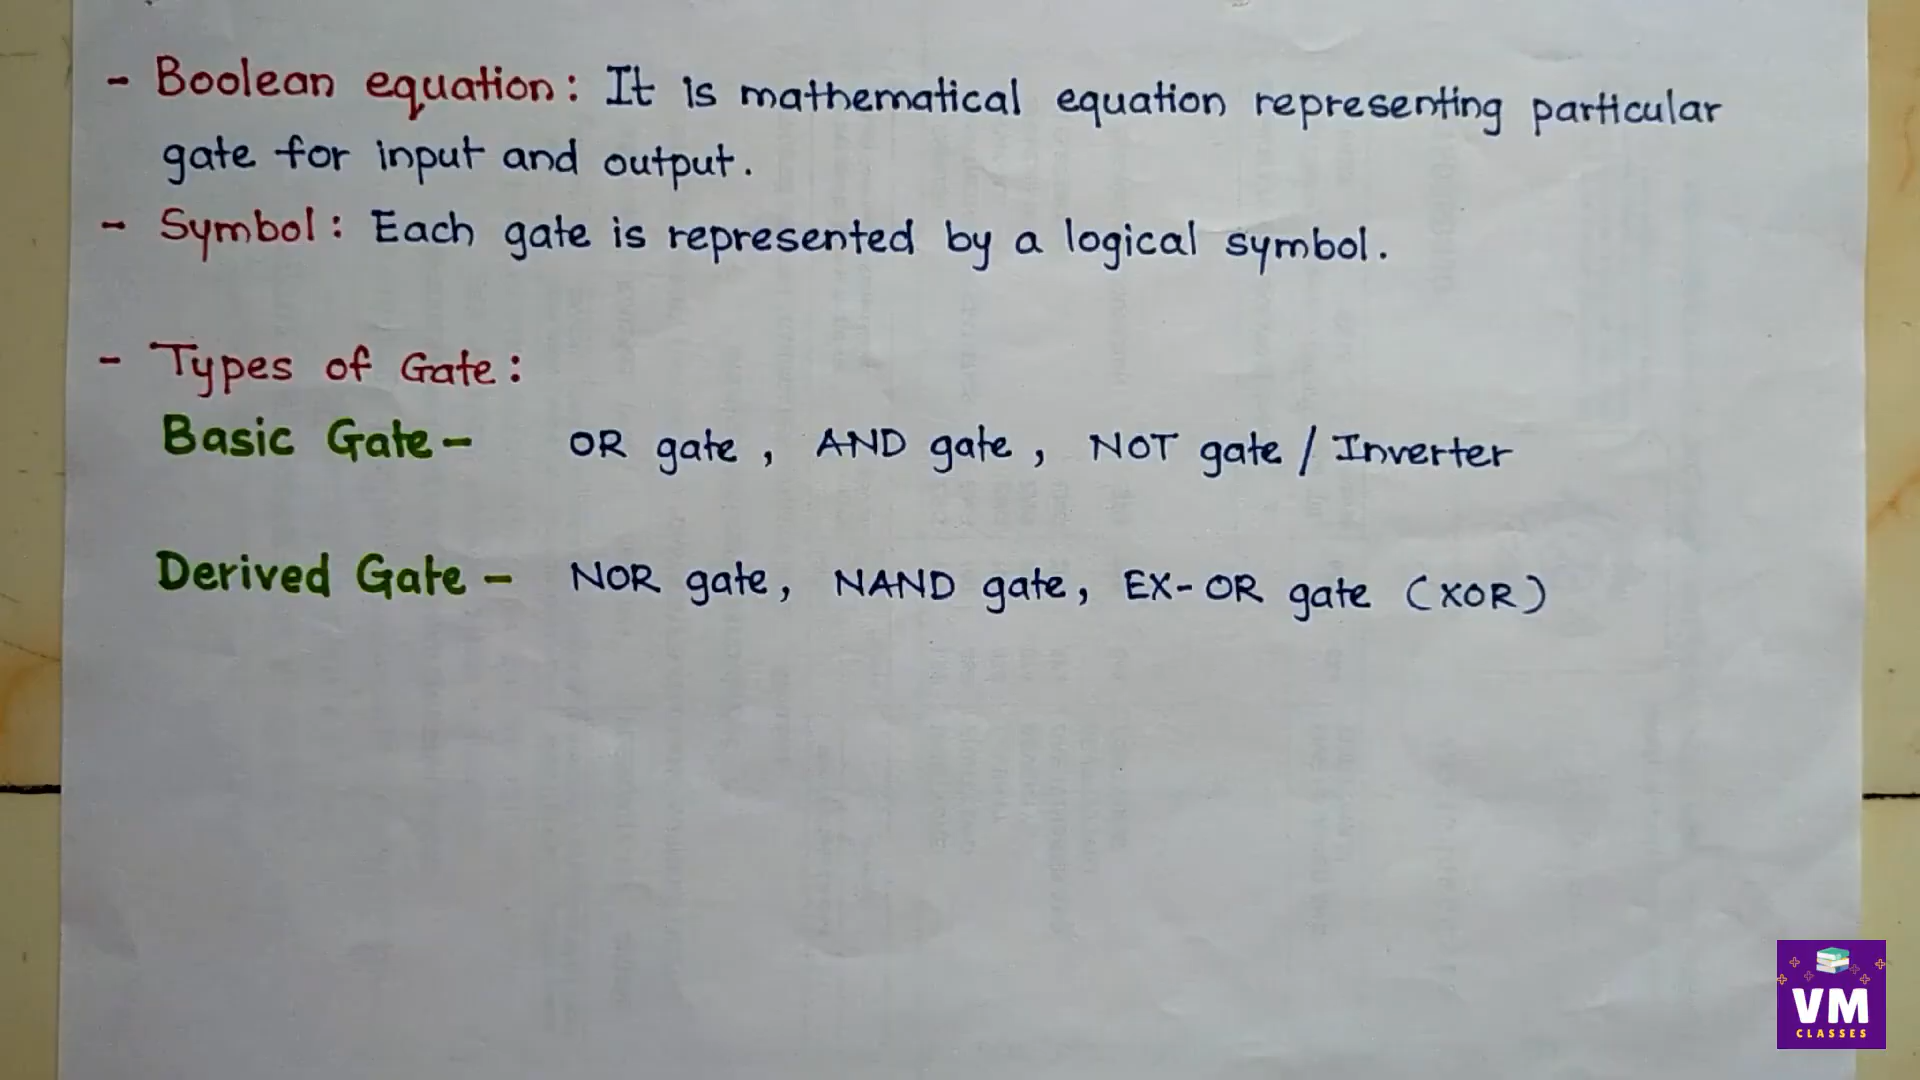 - Boolean equation: It is mathematical equation representing particular
gate for input and output.
- Symbol: Each gate is represented by a logical symbol.
- Types of Gate:
Basic Gate- OR gate, AND gate, NOT gate / Inverter
Derived Gate- NOR gate, NAND gate, EX-OR gate (XOR)
VM
CLASSES